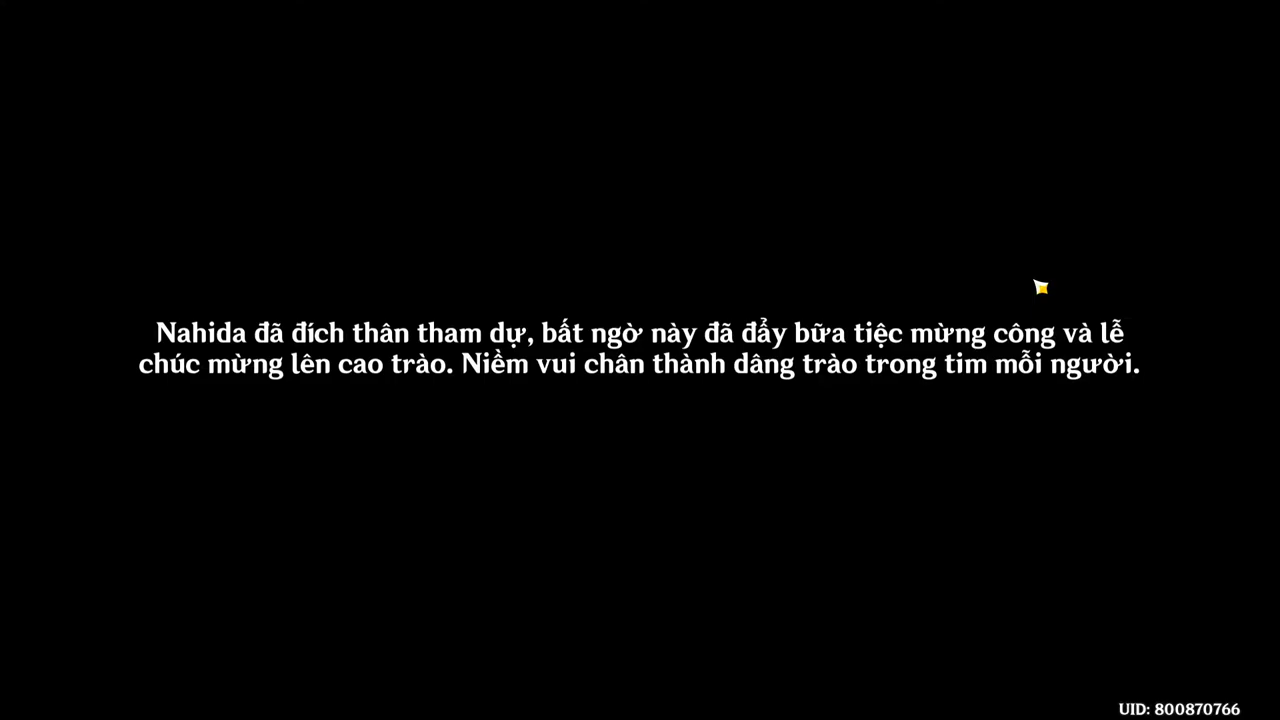 Nahida đã đích thân tham dự, bất ngờ này đã đẩy bữa tiệc mừng công và lễ
chúc mừng lên cao trào. Niềm vui chân thành dâng trào trong tim mỗi người.
UID: 800870766